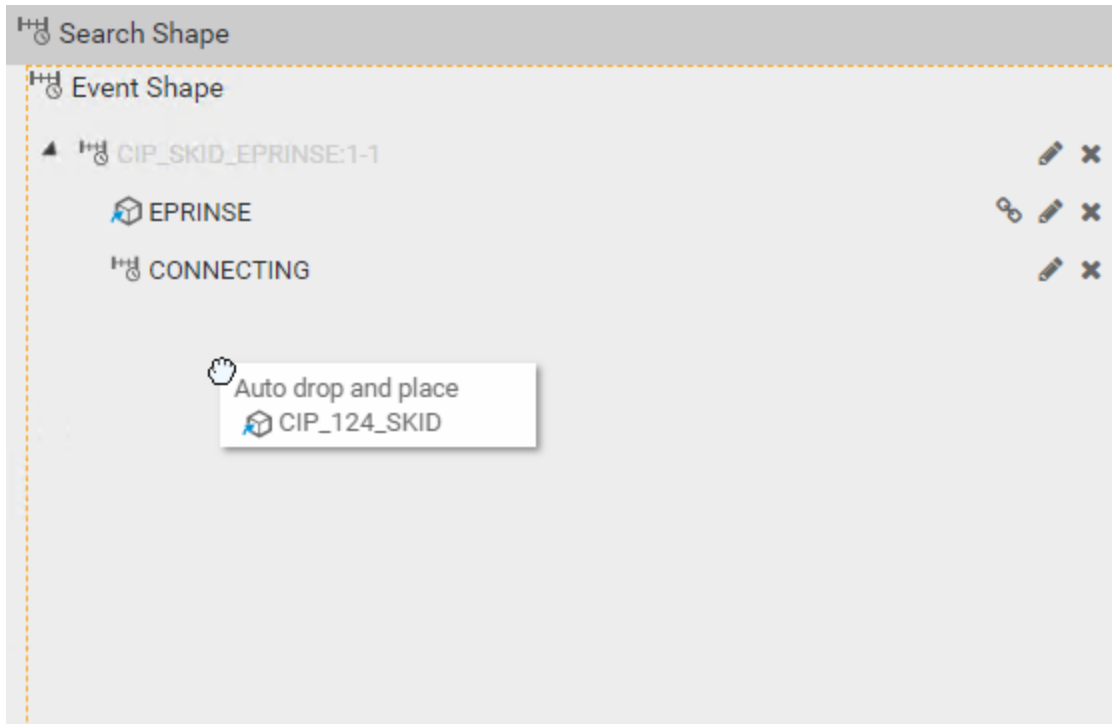 Search Shape
Event Shape
CIP_SKID_EPRINSE:1-1
EPRINSE
CONNECTING
Auto drop and place
CIP_124_SKID